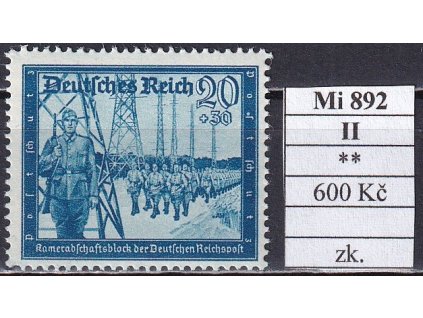 Deutsches Reich 20
+30
Postschutz
Postschutz
Kameradschaftsblock der Deutschen Reichspost
Mi 892
II
**
600 Kč
zk.